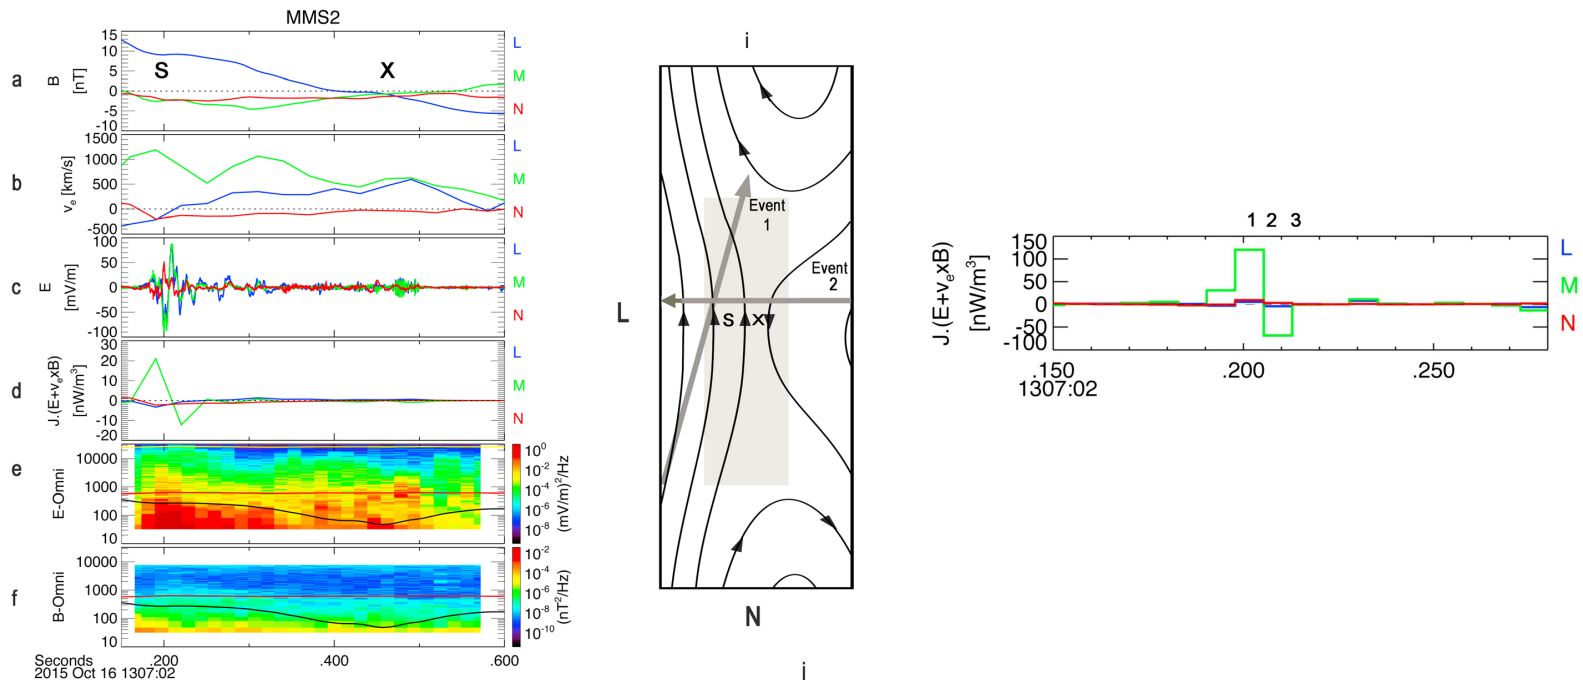 MMS2
a
B
[nT]
15
10
5
0
-5
-10
S
X
L
M
N
b
vₑ [km/s]
1500
1000
500
0
-500
L
M
N
c
E
[mV/m]
100
50
0
-50
-100
L
M
N
d
J.(E+vₑxB)
[nW/m³]
30
20
10
0
-10
-20
L
M
N
e
E-Omni
10000
1000
100
10
10⁰
10⁻²
10⁻⁴
10⁻⁶
10⁻⁸
(mV/m)²/Hz
f
B-Omni
10000
1000
100
10
10⁻²
10⁻⁴
10⁻⁶
10⁻⁸
10⁻¹⁰
(nT²/Hz)
Seconds
2015 Oct 16 1307:02
.200
.400
.600
i
Event
1
Event
2
L
S
X
N
j
1 2 3
J.(E+vₑxB)
[nW/m³]
150
100
50
0
-50
-100
L
M
N
.150
.200
.250
1307:02